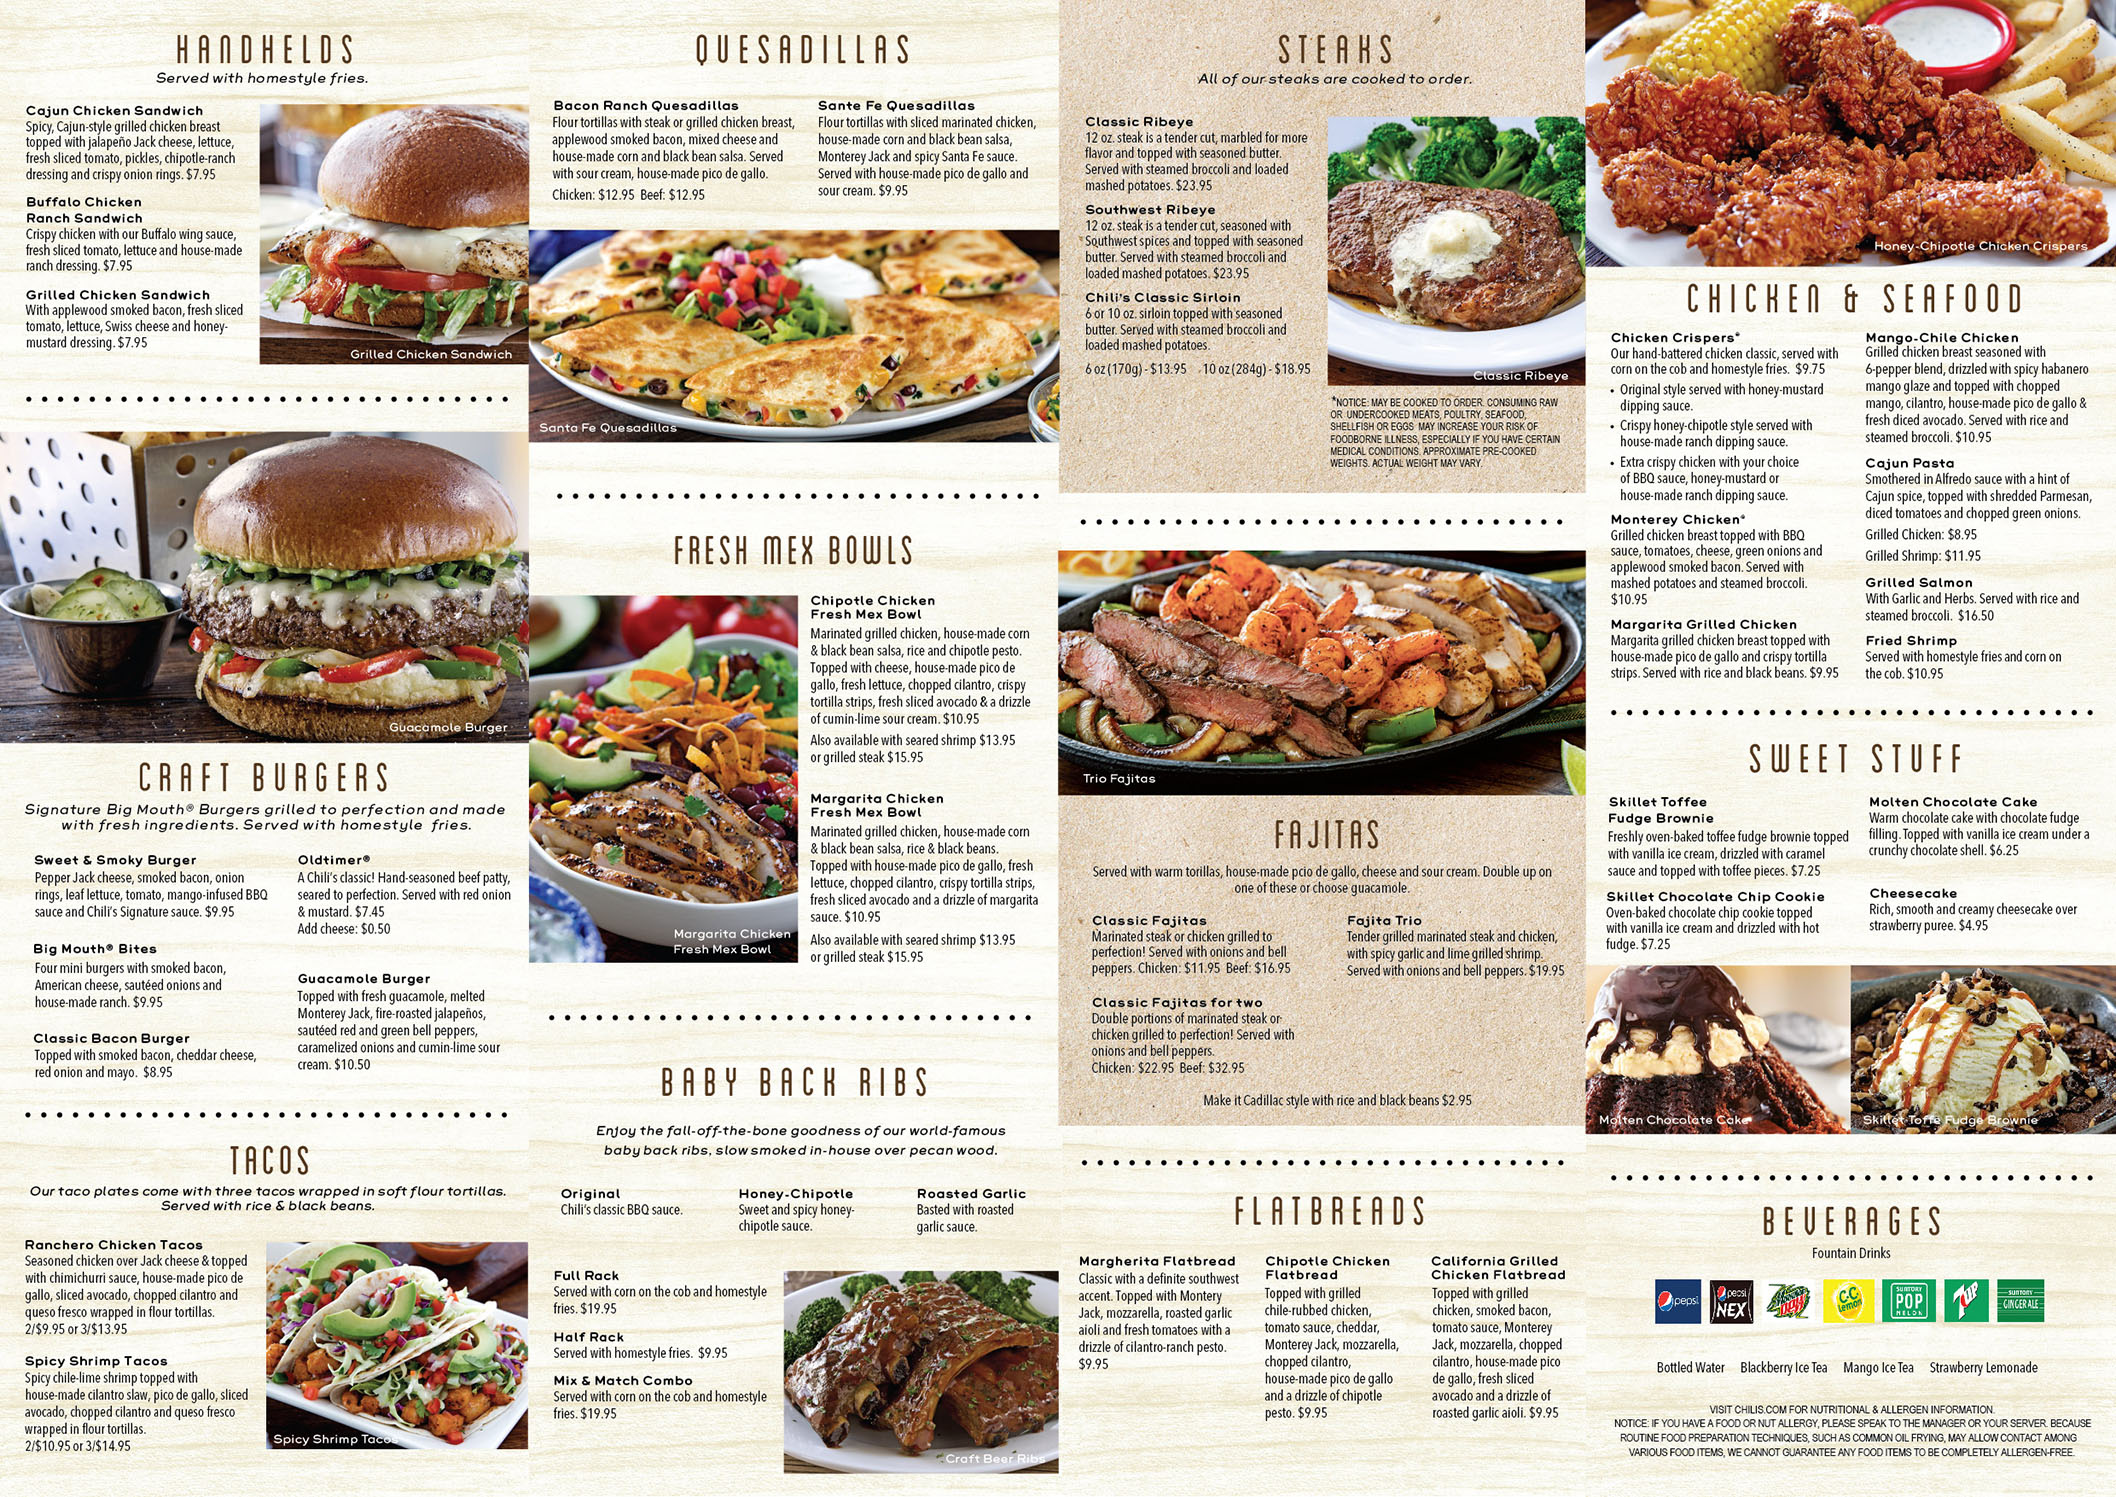 HANDHELDS
Served with homestyle fries.
Cajun Chicken Sandwich
Spicy, Cajun-style grilled chicken breast
topped with jalapeño Jack cheese, lettuce,
fresh sliced tomato, pickles, chipotle-ranch
dressing and crispy onion rings. $7.95
Buffalo Chicken
Ranch Sandwich
Crispy chicken with our Buffalo wing sauce,
fresh sliced tomato, lettuce and house-made
ranch dressing. $7.95
Grilled Chicken Sandwich
With applewood smoked bacon, fresh sliced
tomato, lettuce, Swiss cheese and honey-
mustard dressing. $7.95
Grilled Chicken Sandwich
Guacamole Burger
CRAFT BURGERS
Signature Big Mouth® Burgers grilled to perfection and made
with fresh ingredients. Served with homestyle fries.
Sweet & Smoky Burger
Pepper Jack cheese, smoked bacon, onion
rings, leaf lettuce, tomato, mango-infused BBQ
sauce and Chili's Signature sauce. $9.95
Big Mouth® Bites
Four mini burgers with smoked bacon,
American cheese, sautéed onions and
house-made ranch. $9.95
Classic Bacon Burger
Topped with smoked bacon, cheddar cheese,
red onion and mayo. $8.95
Oldtimer®
A Chili's classic! Hand-seasoned beef patty,
seared to perfection. Served with red onion
& mustard. $7.45
Add cheese: $0.50
Guacamole Burger
Topped with fresh guacamole, melted
Monterey Jack, fire-roasted jalapeños,
sautéed red and green bell peppers,
caramelized onions and cumin-lime sour
cream. $10.50
TACOS
Our taco plates come with three tacos wrapped in soft flour tortillas.
Served with rice & black beans.
Ranchero Chicken Tacos
Seasoned chicken over Jack cheese & topped
with chimichurri sauce, house-made pico de
gallo, sliced avocado, chopped cilantro and
queso fresco wrapped in flour tortillas.
2/$9.95 or 3/$13.95
Spicy Shrimp Tacos
Spicy chile-lime shrimp topped with
house-made cilantro slaw, pico de gallo, sliced
avocado, chopped cilantro and queso fresco
wrapped in flour tortillas.
2/$10.95 or 3/$14.95
Spicy Shrimp Tacos
QUESADILLAS
Bacon Ranch Quesadillas
Flour tortillas with steak or grilled chicken breast,
applewood smoked bacon, mixed cheese and
house-made corn and black bean salsa. Served
with sour cream, house-made pico de gallo.
Chicken: $12.95 Beef: $12.95
Sante Fe Quesadillas
Flour tortillas with sliced marinated chicken,
house-made corn and black bean salsa,
Monterey Jack and spicy Santa Fe sauce.
Served with house-made pico de gallo and
sour cream. $9.95
Santa Fe Quesadillas
FRESH MEX BOWLS
Chipotle Chicken
Fresh Mex Bowl
Marinated grilled chicken, house-made corn
& black bean salsa, rice and chipotle pesto.
Topped with cheese, house-made pico de
gallo, fresh lettuce, chopped cilantro, crispy
tortilla strips, fresh sliced avocado & a drizzle
of cumin-lime sour cream. $10.95
Also available with seared shrimp $13.95
or grilled steak $15.95
Margarita Chicken
Fresh Mex Bowl
Marinated grilled chicken, house-made corn
& black bean salsa, rice & black beans.
Topped with house-made pico de gallo, fresh
lettuce, chopped cilantro, crispy tortilla strips,
fresh sliced avocado and a drizzle of margarita
sauce. $10.95
Also available with seared shrimp $13.95
or grilled steak $15.95
Margarita Chicken
Fresh Mex Bowl
BABY BACK RIBS
Enjoy the fall-off-the-bone goodness of our world-famous
baby back ribs, slow smoked in-house over pecan wood.
Original
Chili's classic BBQ sauce.
Honey-Chipotle
Sweet and spicy honey-
chipotle sauce.
Roasted Garlic
Basted with roasted
garlic sauce.
Full Rack
Served with corn on the cob and homestyle
fries. $19.95
Half Rack
Served with homestyle fries. $9.95
Mix & Match Combo
Served with corn on the cob and homestyle
fries. $19.95
Craft Beer Ribs
STEAKS
All of our steaks are cooked to order.
Classic Ribeye
12 oz. steak is a tender cut, marbled for more
flavor and topped with seasoned butter.
Served with steamed broccoli and loaded
mashed potatoes. $23.95
Southwest Ribeye
12 oz. steak is a tender cut, seasoned with
Southwest spices and topped with seasoned
butter. Served with steamed broccoli and
loaded mashed potatoes. $23.95
Chili's Classic Sirloin
6 or 10 oz. sirloin topped with seasoned
butter. Served with steamed broccoli and
loaded mashed potatoes.
6 oz (170g) - $13.95 10 oz (284g) - $18.95
Classic Ribeye
*NOTICE: MAY BE COOKED TO ORDER. CONSUMING RAW
OR UNDERCOOKED MEATS, POULTRY, SEAFOOD,
SHELLFISH OR EGGS MAY INCREASE YOUR RISK OF
FOODBORNE ILLNESS, ESPECIALLY IF YOU HAVE CERTAIN
MEDICAL CONDITIONS. APPROXIMATE PRE-COOKED
WEIGHTS. ACTUAL WEIGHT MAY VARY.
Trio Fajitas
FAJITAS
Served with warm torillas, house-made pcio de gallo, cheese and sour cream. Double up on
one of these or choose guacamole.
Classic Fajitas
Marinated steak or chicken grilled to
perfection! Served with onions and bell
peppers. Chicken: $11.95 Beef: $16.95
Classic Fajitas for two
Double portions of marinated steak or
chicken grilled to perfection! Served with
onions and bell peppers.
Chicken: $22.95 Beef: $32.95
Fajita Trio
Tender grilled marinated steak and chicken,
with spicy garlic and lime grilled shrimp.
Served with onions and bell peppers. $19.95
Make it Cadillac style with rice and black beans $2.95
FLATBREADS
Margherita Flatbread
Classic with a definite southwest
accent. Topped with Montery
Jack, mozzarella, roasted garlic
aioli and fresh tomatoes with a
drizzle of cilantro-ranch pesto.
$9.95
Chipotle Chicken
Flatbread
Topped with grilled
chile-rubbed chicken,
tomato sauce, cheddar,
Monterey Jack, mozzarella,
chopped cilantro,
house-made pico de gallo
and a drizzle of chipotle
pesto. $9.95
California Grilled
Chicken Flatbread
Topped with grilled
chicken, smoked bacon,
tomato sauce, Monterey
Jack, mozzarella, chopped
cilantro, house-made pico
de gallo, fresh sliced
avocado and a drizzle of
roasted garlic aioli. $9.95
Honey-Chipotle Chicken Crispers
CHICKEN & SEAFOOD
Chicken Crispers*
Our hand-battered chicken classic, served with
corn on the cob and homestyle fries. $9.75
• Original style served with honey-mustard
dipping sauce.
• Crispy honey-chipotle style served with
house-made ranch dipping sauce.
• Extra crispy chicken with your choice
of BBQ sauce, honey-mustard or
house-made ranch dipping sauce.
Monterey Chicken*
Grilled chicken breast topped with BBQ
sauce, tomatoes, cheese, green onions and
applewood smoked bacon. Served with
mashed potatoes and steamed broccoli.
$10.95
Margarita Grilled Chicken
Margarita grilled chicken breast topped with
house-made pico de gallo and crispy tortilla
strips. Served with rice and black beans. $9.95
Mango-Chile Chicken
Grilled chicken breast seasoned with
6-pepper blend, drizzled with spicy habanero
mango glaze and topped with chopped
mango, cilantro, house-made pico de gallo &
fresh diced avocado. Served with rice and
steamed broccoli. $10.95
Cajun Pasta
Smothered in Alfredo sauce with a hint of
Cajun spice, topped with shredded Parmesan,
diced tomatoes and chopped green onions.
Grilled Chicken: $8.95
Grilled Shrimp: $11.95
Grilled Salmon
With Garlic and Herbs. Served with rice and
steamed broccoli. $16.50
Fried Shrimp
Served with homestyle fries and corn on
the cob. $10.95
SWEET STUFF
Skillet Toffee
Fudge Brownie
Freshly oven-baked toffee fudge brownie topped
with vanilla ice cream, drizzled with caramel
sauce and topped with toffee pieces. $7.25
Skillet Chocolate Chip Cookie
Oven-baked chocolate chip cookie topped
with vanilla ice cream and drizzled with hot
fudge. $7.25
Molten Chocolate Cake
Warm chocolate cake with chocolate fudge
filling. Topped with vanilla ice cream under a
crunchy chocolate shell. $6.25
Cheesecake
Rich, smooth and creamy cheesecake over
strawberry puree. $4.95
Molten Chocolate Cake
Skillet Toffe Fudge Brownie
BEVERAGES
Fountain Drinks
pepsi
pepsi NEX
Mountain Dew
C.C. Lemon
SUNTORY POP MELON
7UP
SUNTORY GINGER ALE
Bottled Water Blackberry Ice Tea Mango Ice Tea Strawberry Lemonade
VISIT CHILIS.COM FOR NUTRITIONAL & ALLERGEN INFORMATION.
NOTICE: IF YOU HAVE A FOOD OR NUT ALLERGY, PLEASE SPEAK TO THE MANAGER OR YOUR SERVER. BECAUSE
ROUTINE FOOD PREPARATION TECHNIQUES, SUCH AS COMMON OIL FRYING, MAY ALLOW CONTACT AMONG
VARIOUS FOOD ITEMS, WE CANNOT GUARANTEE ANY FOOD ITEMS TO BE COMPLETELY ALLERGEN-FREE.